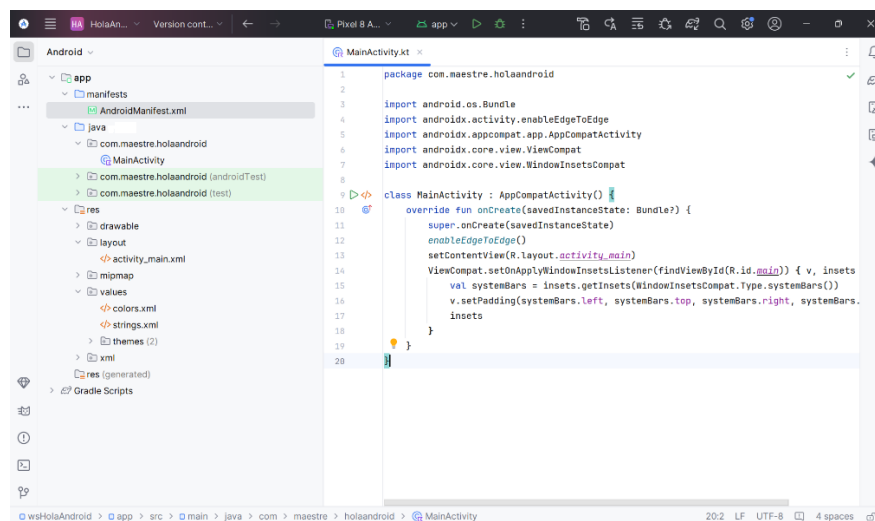 HA HolaAn... Version cont... Pixel 8 A... app
Android
MainActivity.kt
app
manifests
AndroidManifest.xml
java
com.maestre.holaandroid
MainActivity
com.maestre.holaandroid (androidTest)
com.maestre.holaandroid (test)
res
drawable
layout
activity_main.xml
mipmap
values
colors.xml
strings.xml
themes (2)
xml
res (generated)
Gradle Scripts
1 package com.maestre.holaandroid
2
3 import android.os.Bundle
4 import androidx.activity.enableEdgeToEdge
5 import androidx.appcompat.app.AppCompatActivity
6 import androidx.core.view.ViewCompat
7 import androidx.core.view.WindowInsetsCompat
8
9 class MainActivity : AppCompatActivity() {
10 override fun onCreate(savedInstanceState: Bundle?) {
11 super.onCreate(savedInstanceState)
12 enableEdgeToEdge()
13 setContentView(R.layout.activity_main)
14 ViewCompat.setOnApplyWindowInsetsListener(findViewById(R.id.main)) { v, insets
15 val systemBars = insets.getInsets(WindowInsetsCompat.Type.systemBars())
16 v.setPadding(systemBars.left, systemBars.top, systemBars.right, systemBars.
17 insets
18 }
19 }
20 }
wsHolaAndroid > app > src > main > java > com > maestre > holaandroid > MainActivity 20:2 LF UTF-8 4 spaces